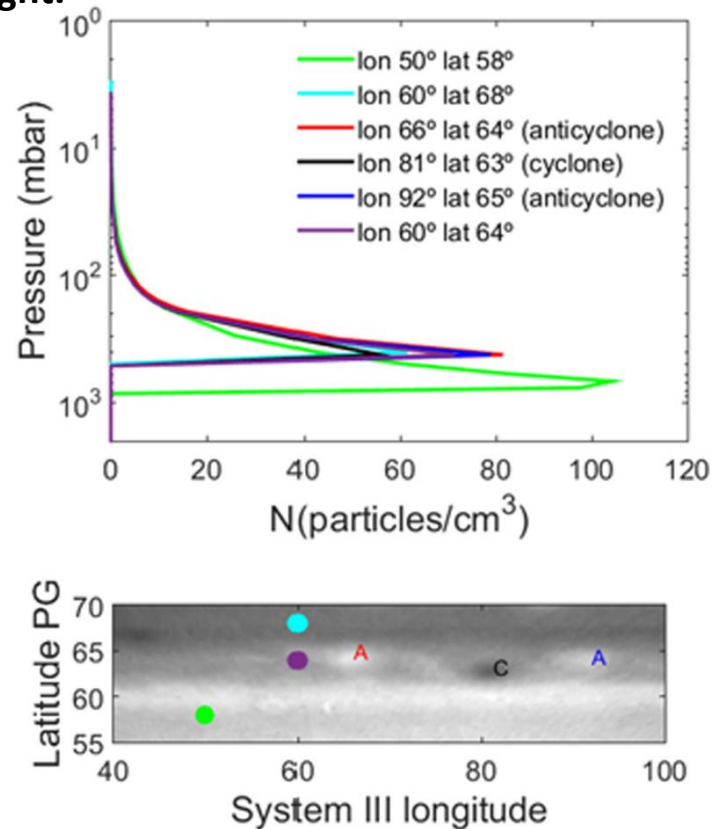 ght.
10^0
10^1
10^2
10^3
Pressure (mbar)
lon 50º lat 58º
lon 60º lat 68º
lon 66º lat 64º (anticyclone)
lon 81º lat 63º (cyclone)
lon 92º lat 65º (anticyclone)
lon 60º lat 64º
0 20 40 60 80 100 120
N(particles/cm^3)
Latitude PG
70
65
60
55
A
C
A
40 60 80 100
System III longitude